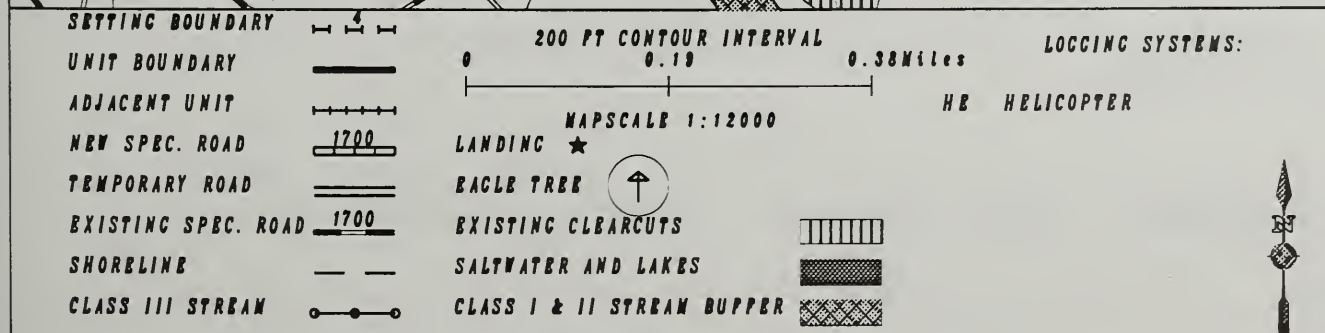 SETTING BOUNDARY 4
UNIT BOUNDARY
ADJACENT UNIT
NEW SPEC. ROAD 1700
TEMPORARY ROAD
EXISTING SPEC. ROAD 1700
SHORELINE
CLASS III STREAM
200 FT CONTOUR INTERVAL
0 0.19 0.38Miles
MAPSCALE 1:12000
LANDING ★
EAGLE TREE
EXISTING CLEARCUTS
SALTWATER AND LAKES
CLASS I & II STREAM BUFFER
LOGGING SYSTEMS:
HE HELICOPTER
N